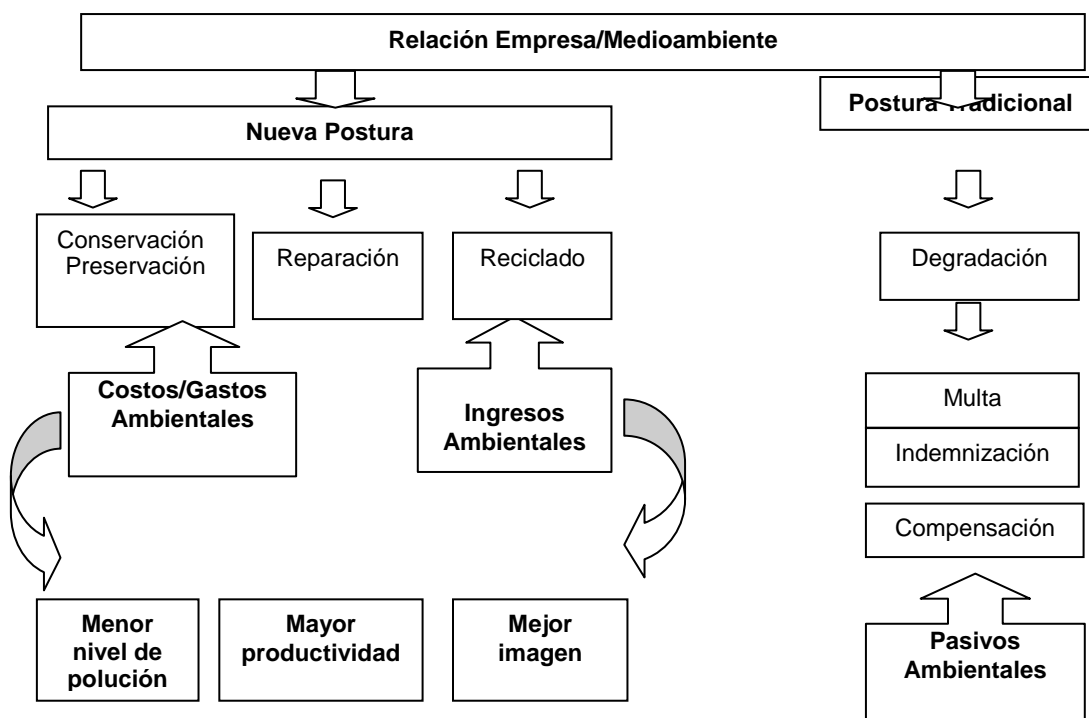 Relación Empresa/Medioambiente
Nueva Postura
Postura Tradicional
Conservación
Preservación
Reparación
Reciclado
Degradación
Costos/Gastos
Ambientales
Ingresos
Ambientales
Multa
Indemnización
Compensación
Menor
nivel de
polución
Mayor
productividad
Mejor
imagen
Pasivos
Ambientales